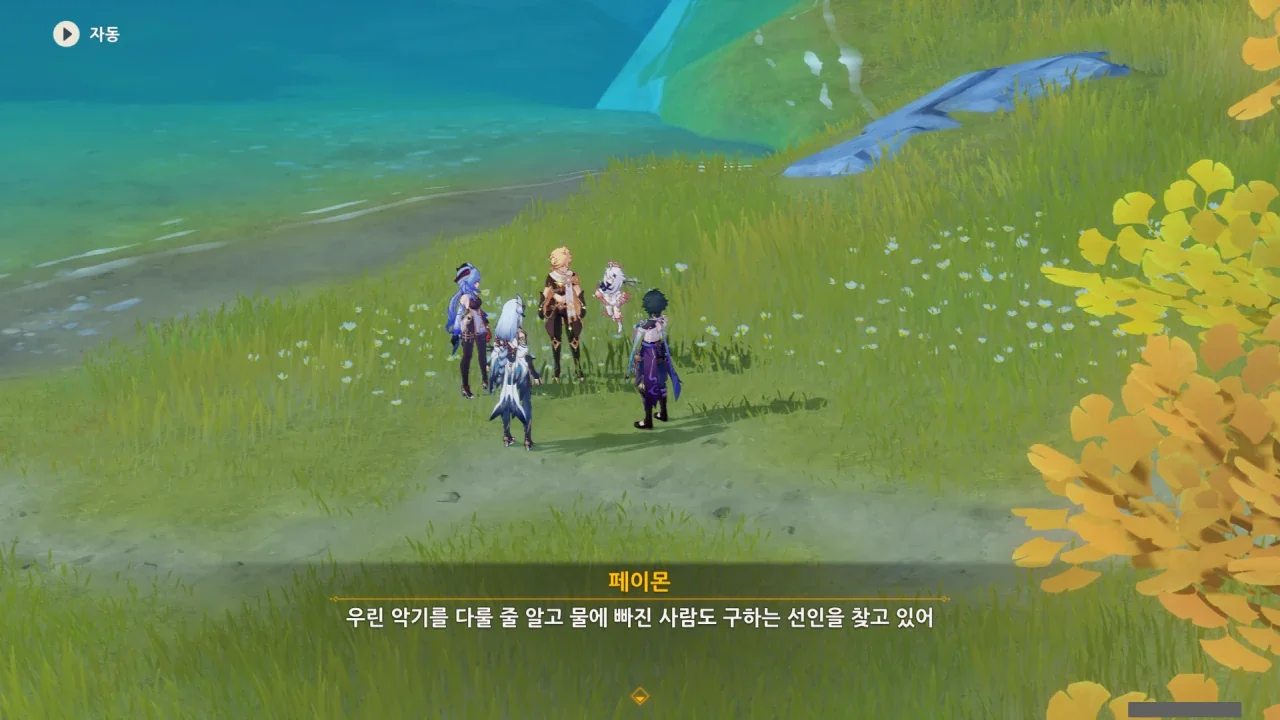 자동
페이몬
우린 악기를 다룰 줄 알고 물에 빠진 사람도 구하는 선인을 찾고 있어